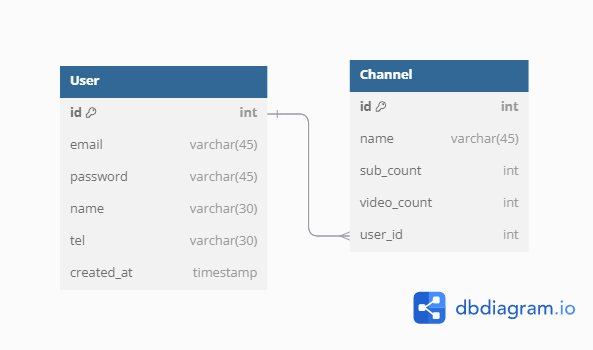 User
id int
email varchar(45)
password varchar(45)
name varchar(30)
tel varchar(30)
created_at timestamp
Channel
id int
name varchar(45)
sub_count int
video_count int
user_id int
dbdiagram.io